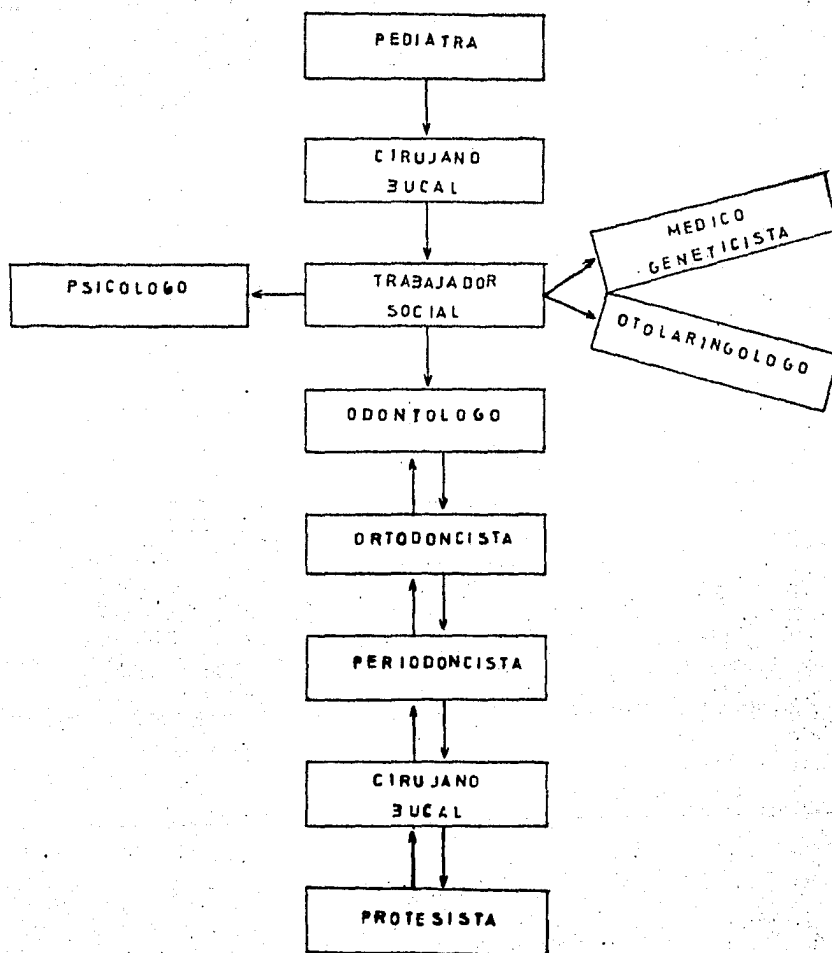 PEDIATRA
CIRUJANO
BUCAL
MEDICO
GENETICISTA
PSICOLOGO
TRABAJADOR
SOCIAL
OTOLARINGOLOGO
ODONTOLOGO
ORTODONCISTA
PERIODONCISTA
CIRUJANO
BUCAL
PROTESISTA